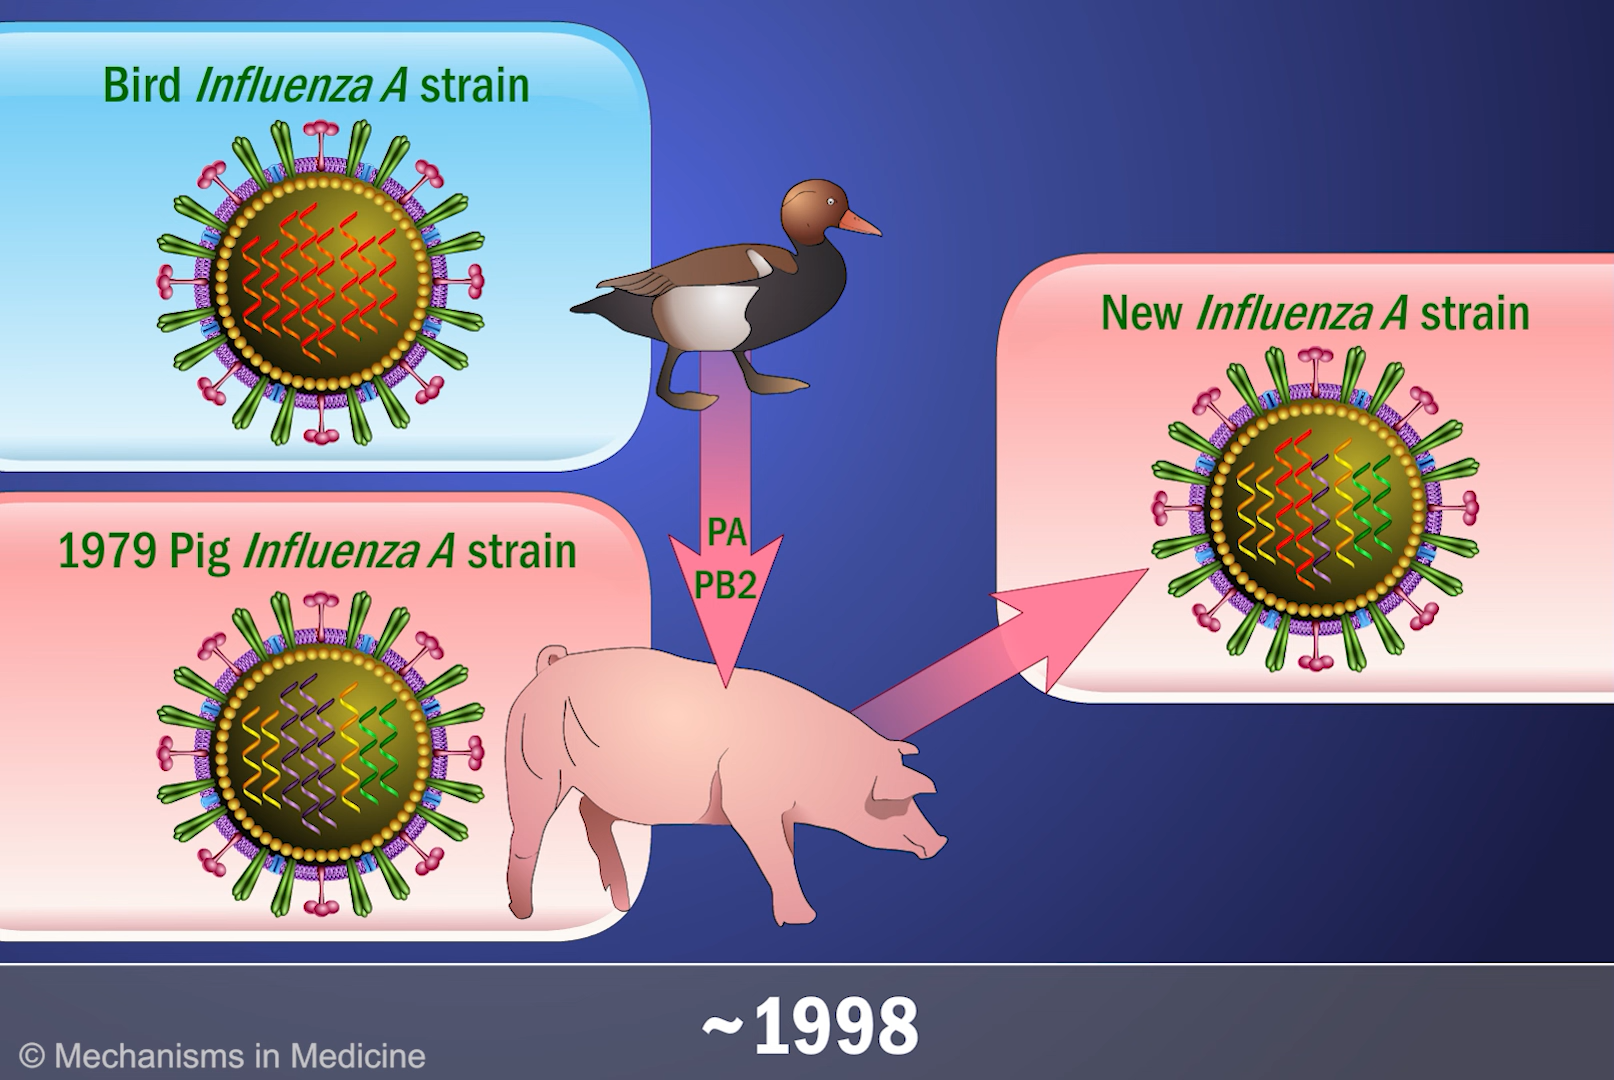 Bird Influenza A strain
New Influenza A strain
PA
PB2
1979 Pig Influenza A strain
~1998
© Mechanisms in Medicine